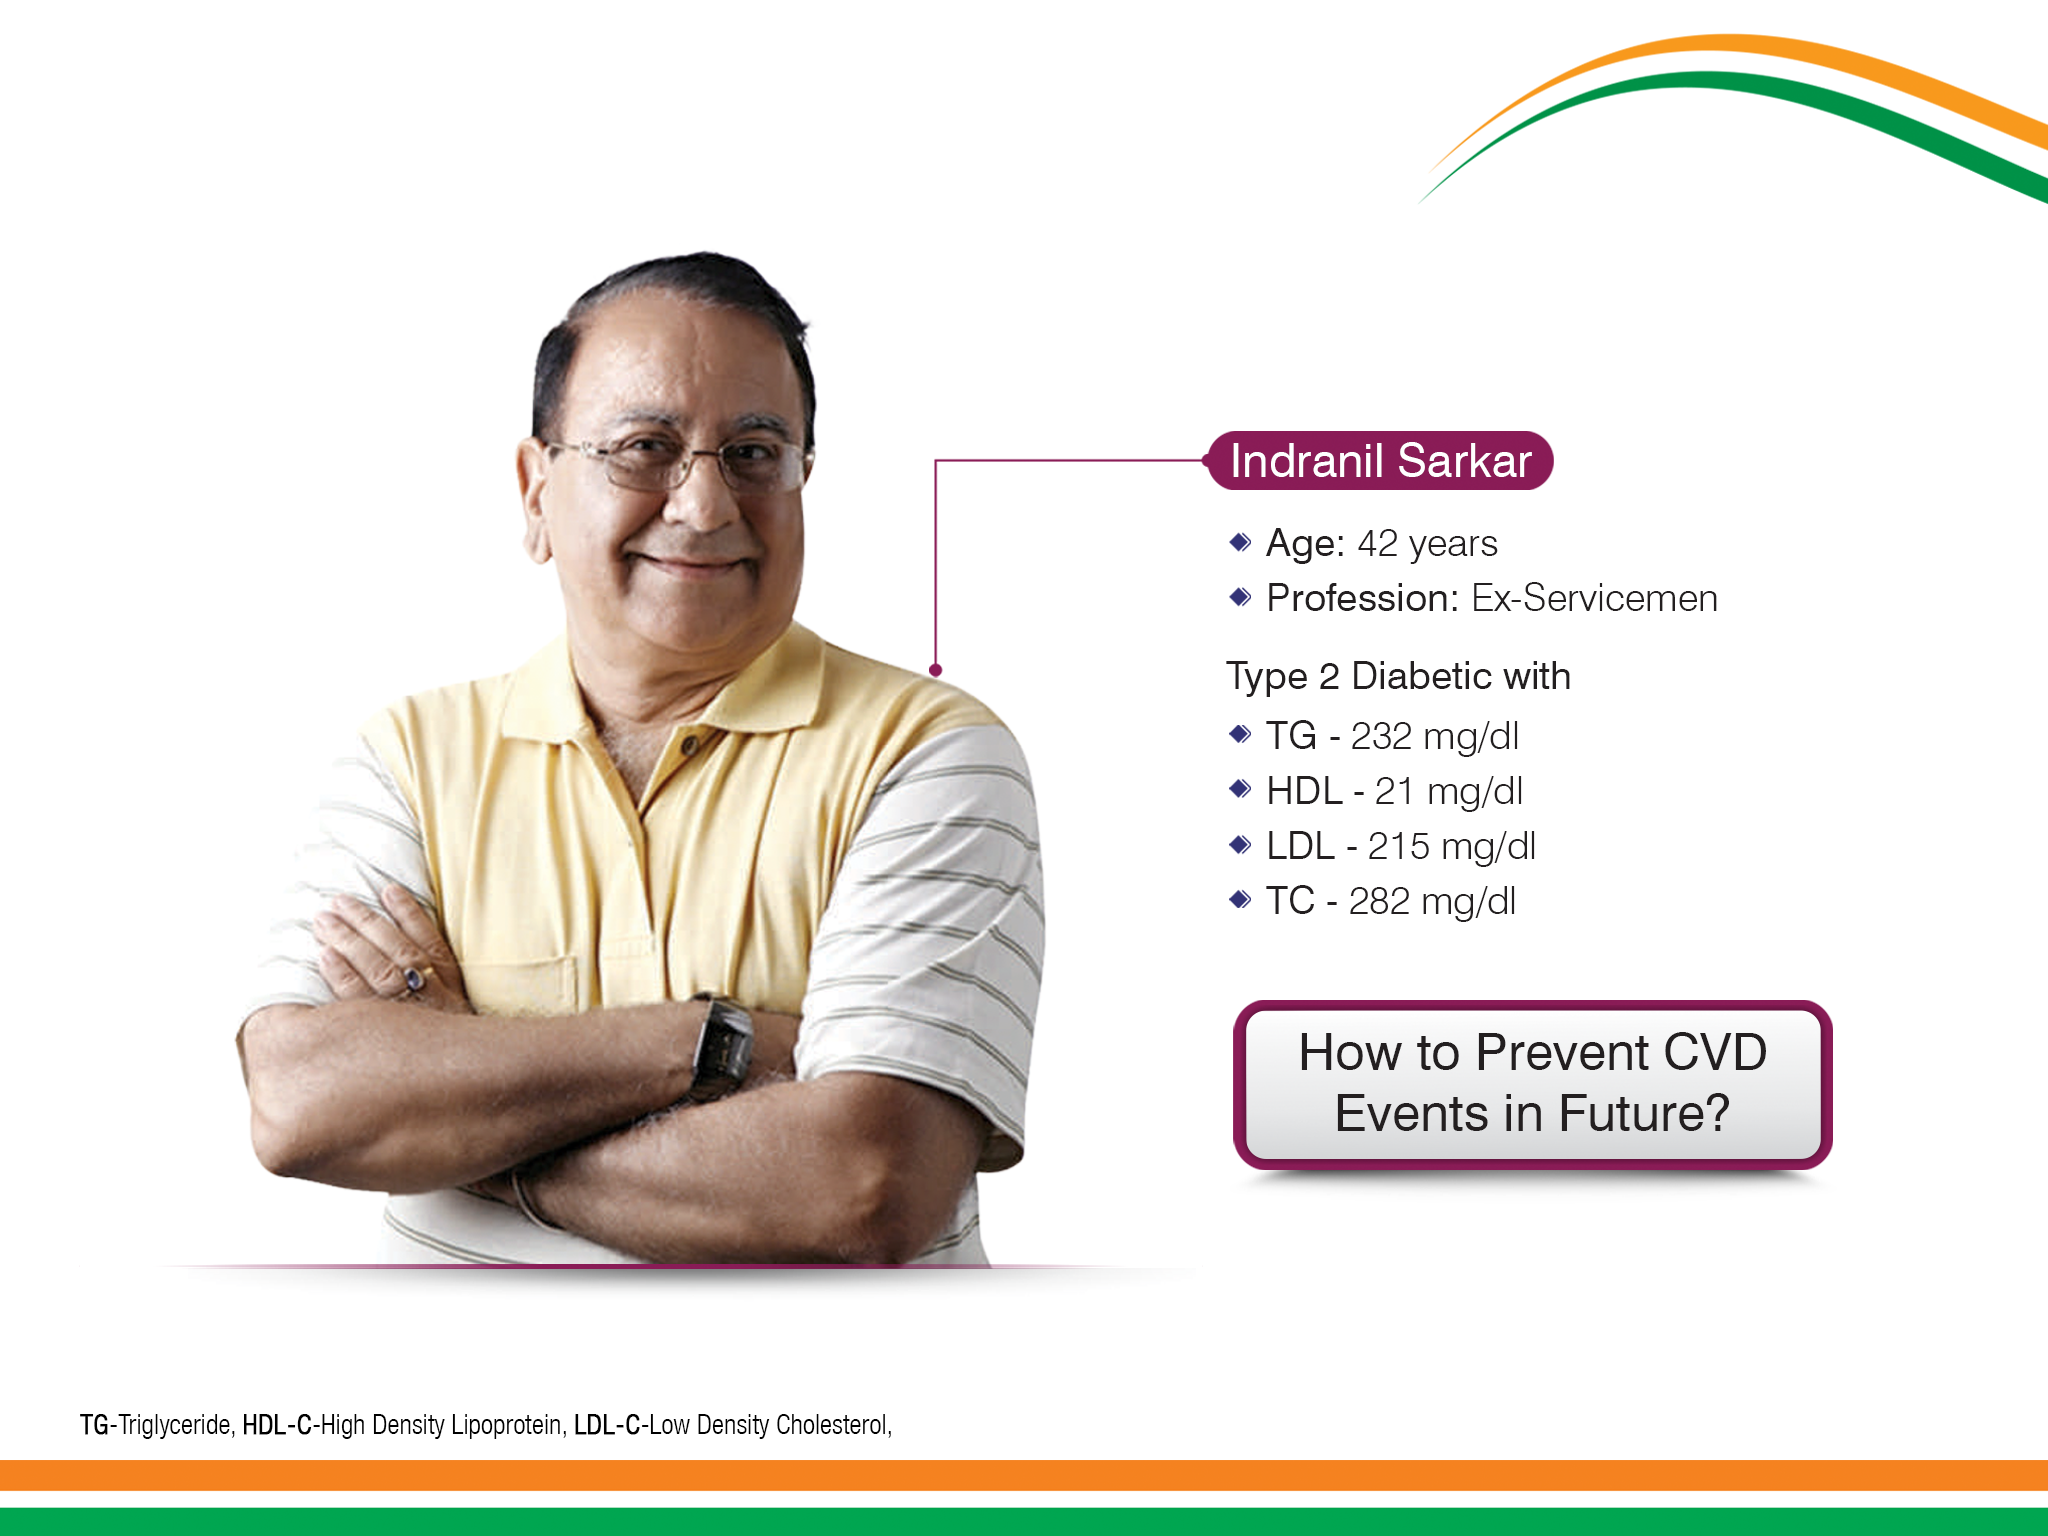 Indranil Sarkar
Age: 42 years
Profession: Ex-Servicemen
Type 2 Diabetic with
TG - 232 mg/dl
HDL - 21 mg/dl
LDL - 215 mg/dl
TC - 282 mg/dl
How to Prevent CVD
Events in Future?
TG-Triglyceride, HDL-C-High Density Lipoprotein, LDL-C-Low Density Cholesterol,